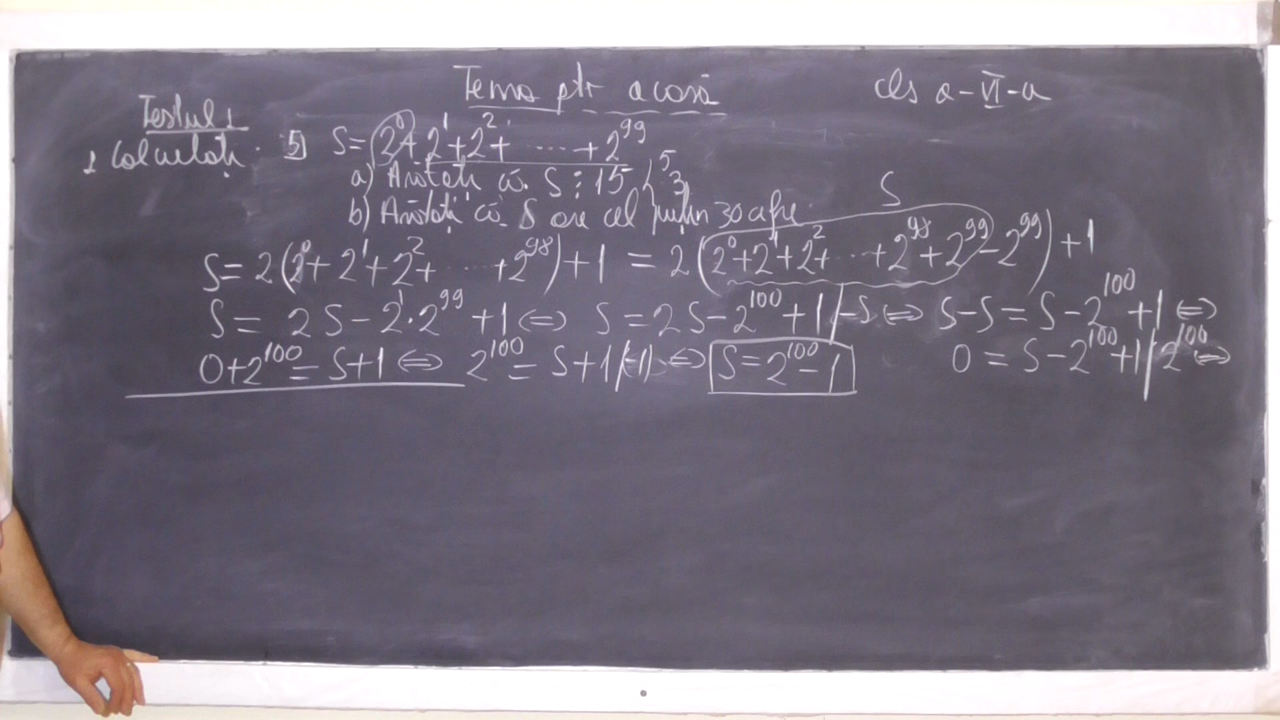 Tema ptr acasă cls a-VI-a
Testul 1
1 Calculați. 5) S=2⁰+2¹+2²+ ..... +2⁹⁹
a) Arătați că S ⋮ 15 } 5 3
b) Arătați că S are cel puțin 30 cifre. S
S=2(2⁰+2¹+2²+ .... +2⁹⁸)+1 = 2(2⁰+2¹+2²+ ... +2⁹⁸+2⁹⁹-2⁹⁹)+1
S= 2S-2¹·2⁹⁹+1 ⇔ S=2S-2¹⁰⁰+1/-S ⇔ S-S=S-2¹⁰⁰+1 ⇔
0+2¹⁰⁰=S+1 ⇔ 2¹⁰⁰=S+1/(-1) ⇔ S=2¹⁰⁰-1 0=S-2¹⁰⁰+1/2¹⁰⁰ ⇔